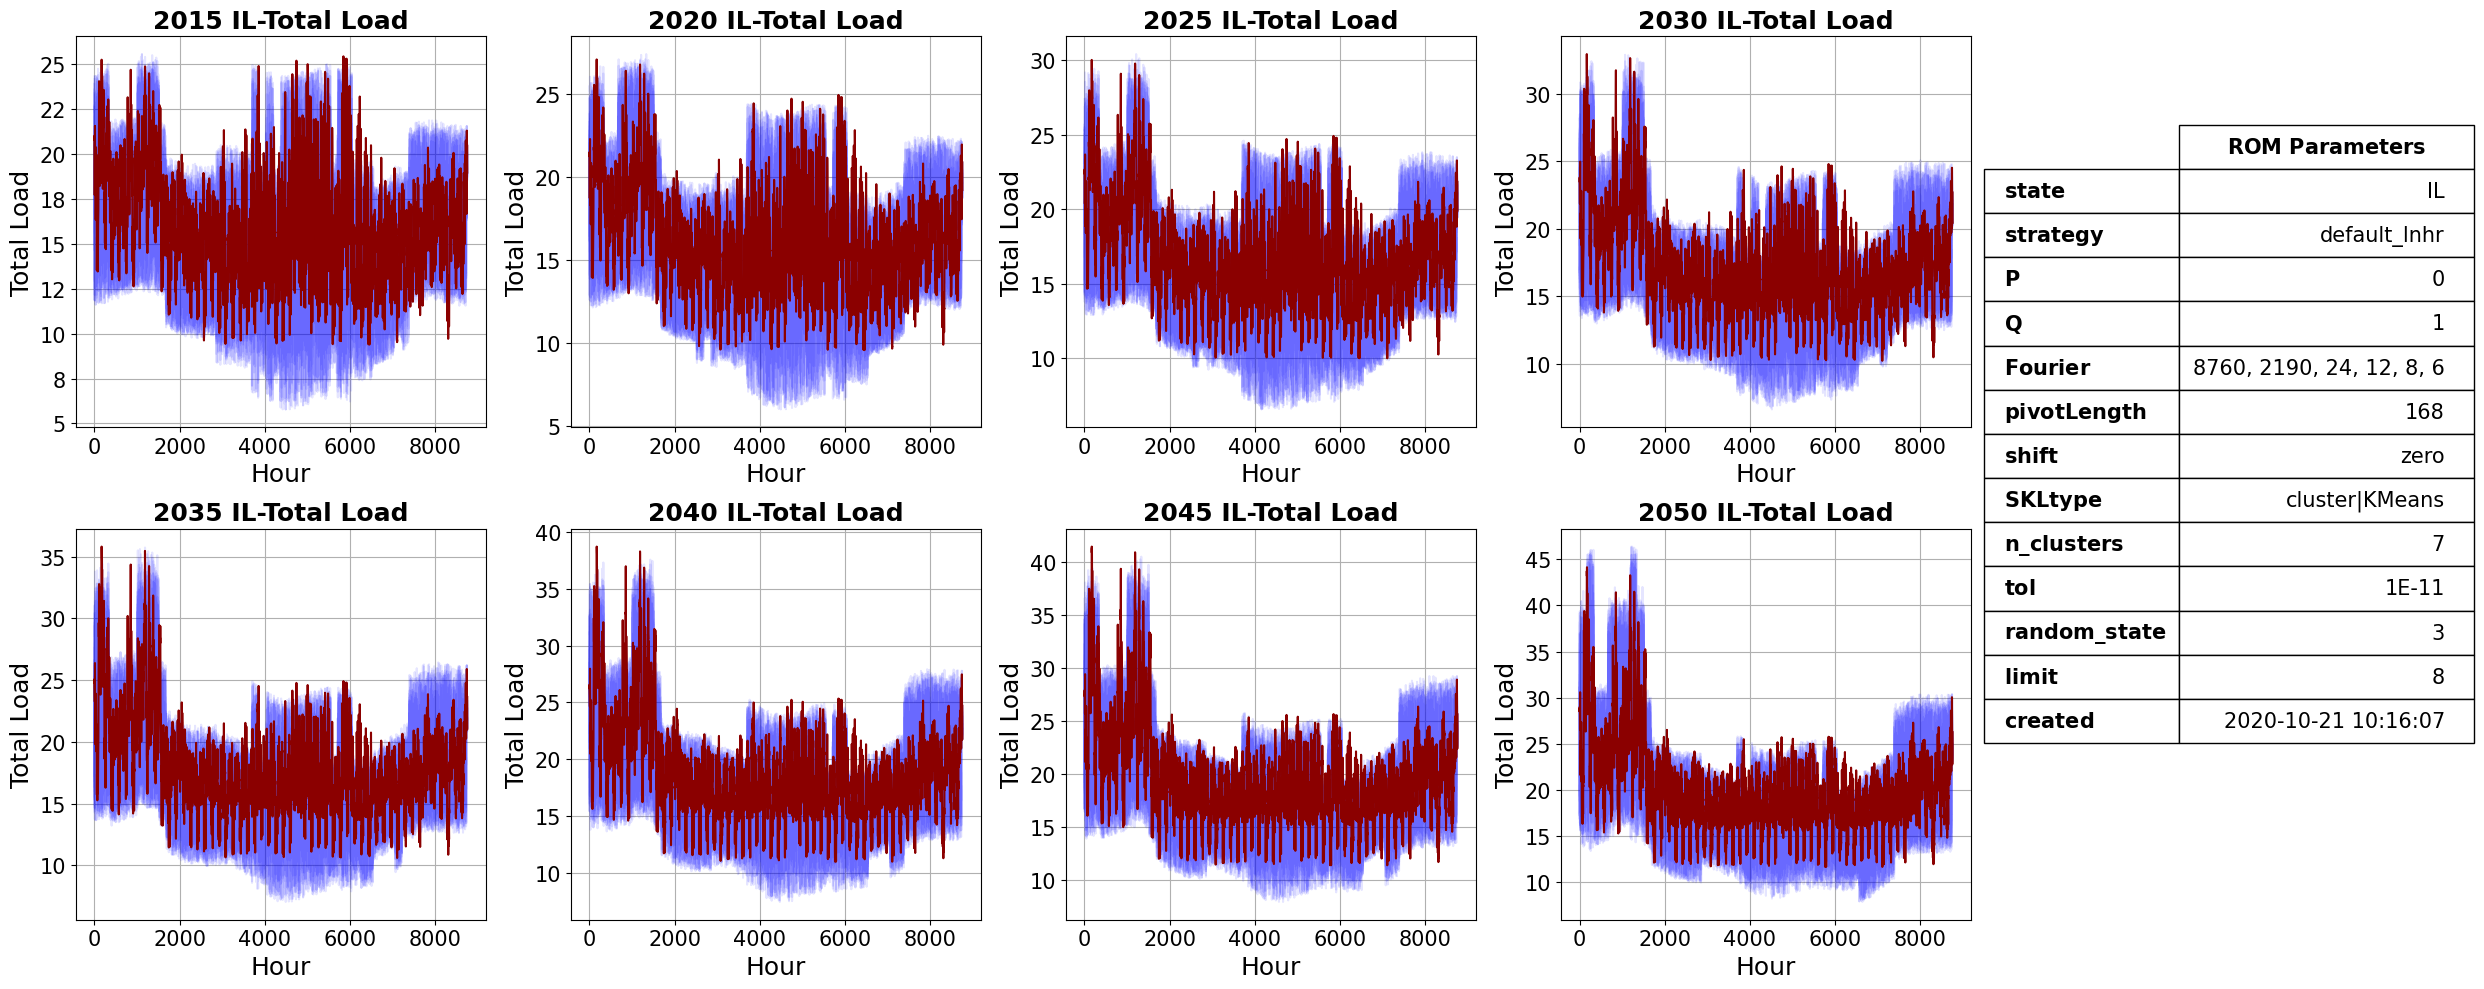 2015 IL-Total Load
25
22
20
18
15
12
10
8
5
Total Load
0 2000 4000 6000 8000
Hour
2020 IL-Total Load
25
20
15
10
5
Total Load
0 2000 4000 6000 8000
Hour
2025 IL-Total Load
30
25
20
15
10
Total Load
0 2000 4000 6000 8000
Hour
2030 IL-Total Load
30
25
20
15
10
Total Load
0 2000 4000 6000 8000
Hour
2035 IL-Total Load
35
30
25
20
15
10
Total Load
0 2000 4000 6000 8000
Hour
2040 IL-Total Load
40
35
30
25
20
15
10
Total Load
0 2000 4000 6000 8000
Hour
2045 IL-Total Load
40
35
30
25
20
15
10
Total Load
0 2000 4000 6000 8000
Hour
2050 IL-Total Load
45
40
35
30
25
20
15
10
Total Load
0 2000 4000 6000 8000
Hour
ROM Parameters
state IL
strategy default_lnhr
P 0
Q 1
Fourier 8760, 2190, 24, 12, 8, 6
pivotLength 168
shift zero
SKLtype cluster|KMeans
n_clusters 7
tol 1E-11
random_state 3
limit 8
created 2020-10-21 10:16:07